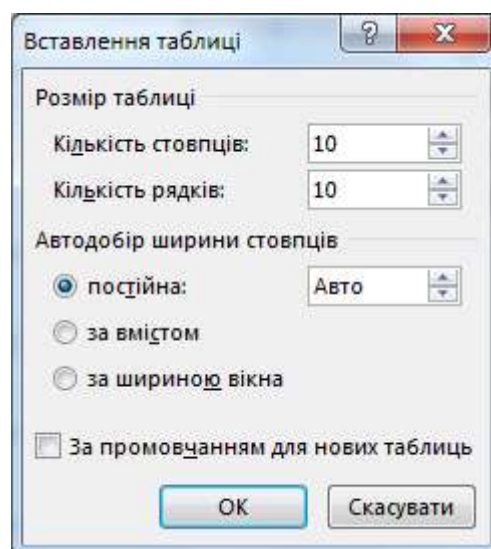 Вставлення таблиці
Розмір таблиці
Кількість стовпців: 10
Кількість рядків: 10
Автодобір ширини стовпців
постійна: Авто
за вмістом
за шириною вікна
За промовчанням для нових таблиць
ОК Скасувати